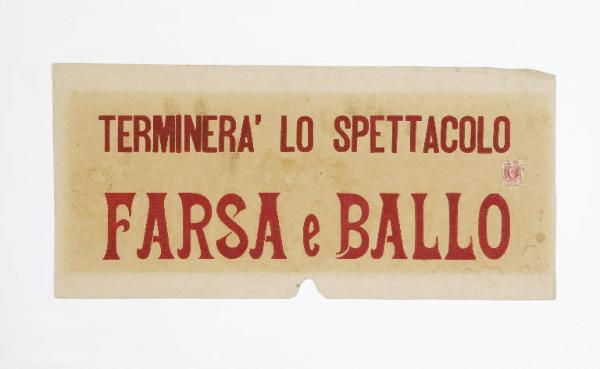 TERMINERA' LO SPETTACOLO
FARSA e BALLO